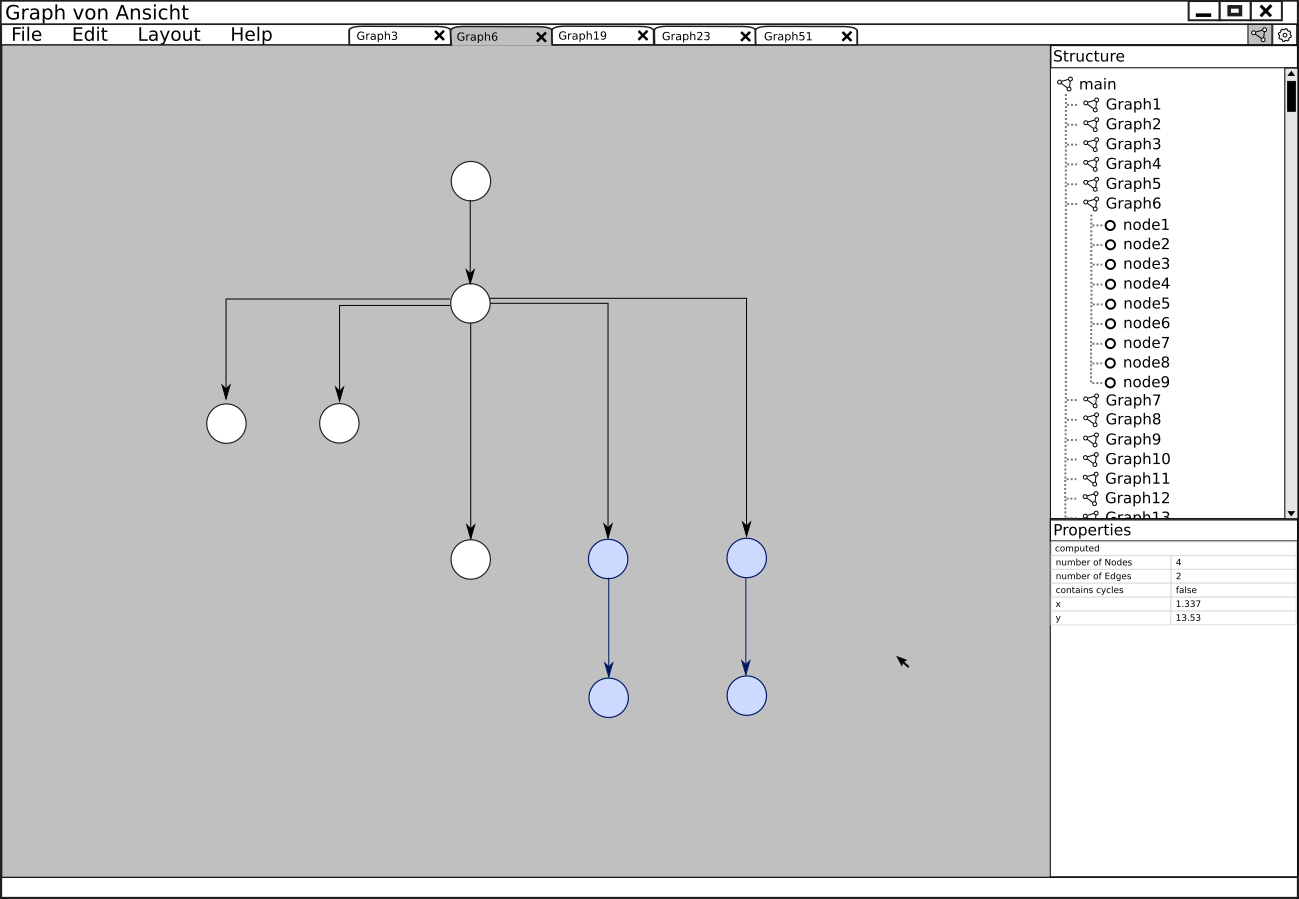 Graph von Ansicht
File Edit Layout Help
Graph3 Graph6 Graph19 Graph23 Graph51
Structure
main
Graph1
Graph2
Graph3
Graph4
Graph5
Graph6
node1
node2
node3
node4
node5
node6
node7
node8
node9
Graph7
Graph8
Graph9
Graph10
Graph11
Graph12
Graph13
Properties
computed
number of Nodes 4
number of Edges 2
contains cycles false
x 1.337
y 13.53